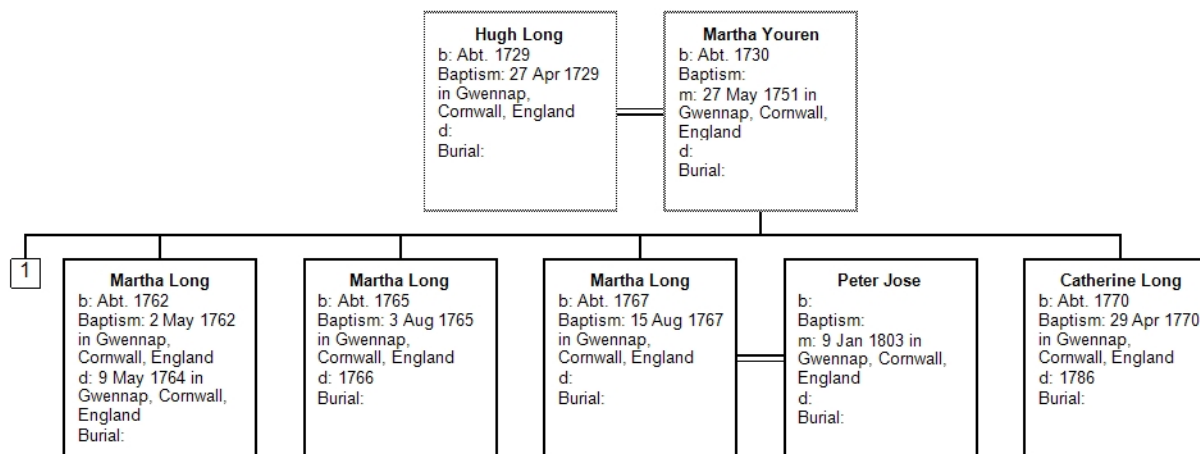 Hugh Long
b: Abt. 1729
Baptism: 27 Apr 1729
in Gwennap,
Cornwall, England
d:
Burial:
Martha Youren
b: Abt. 1730
Baptism:
m: 27 May 1751 in
Gwennap, Cornwall,
England
d:
Burial:
1
Martha Long
b: Abt. 1762
Baptism: 2 May 1762
in Gwennap,
Cornwall, England
d: 9 May 1764 in
Gwennap, Cornwall,
England
Burial:
Martha Long
b: Abt. 1765
Baptism: 3 Aug 1765
in Gwennap,
Cornwall, England
d: 1766
Burial:
Martha Long
b: Abt. 1767
Baptism: 15 Aug 1767
in Gwennap,
Cornwall, England
d:
Burial:
Peter Jose
b:
Baptism:
m: 9 Jan 1803 in
Gwennap, Cornwall,
England
d:
Burial:
Catherine Long
b: Abt. 1770
Baptism: 29 Apr 1770
in Gwennap,
Cornwall, England
d: 1786
Burial: